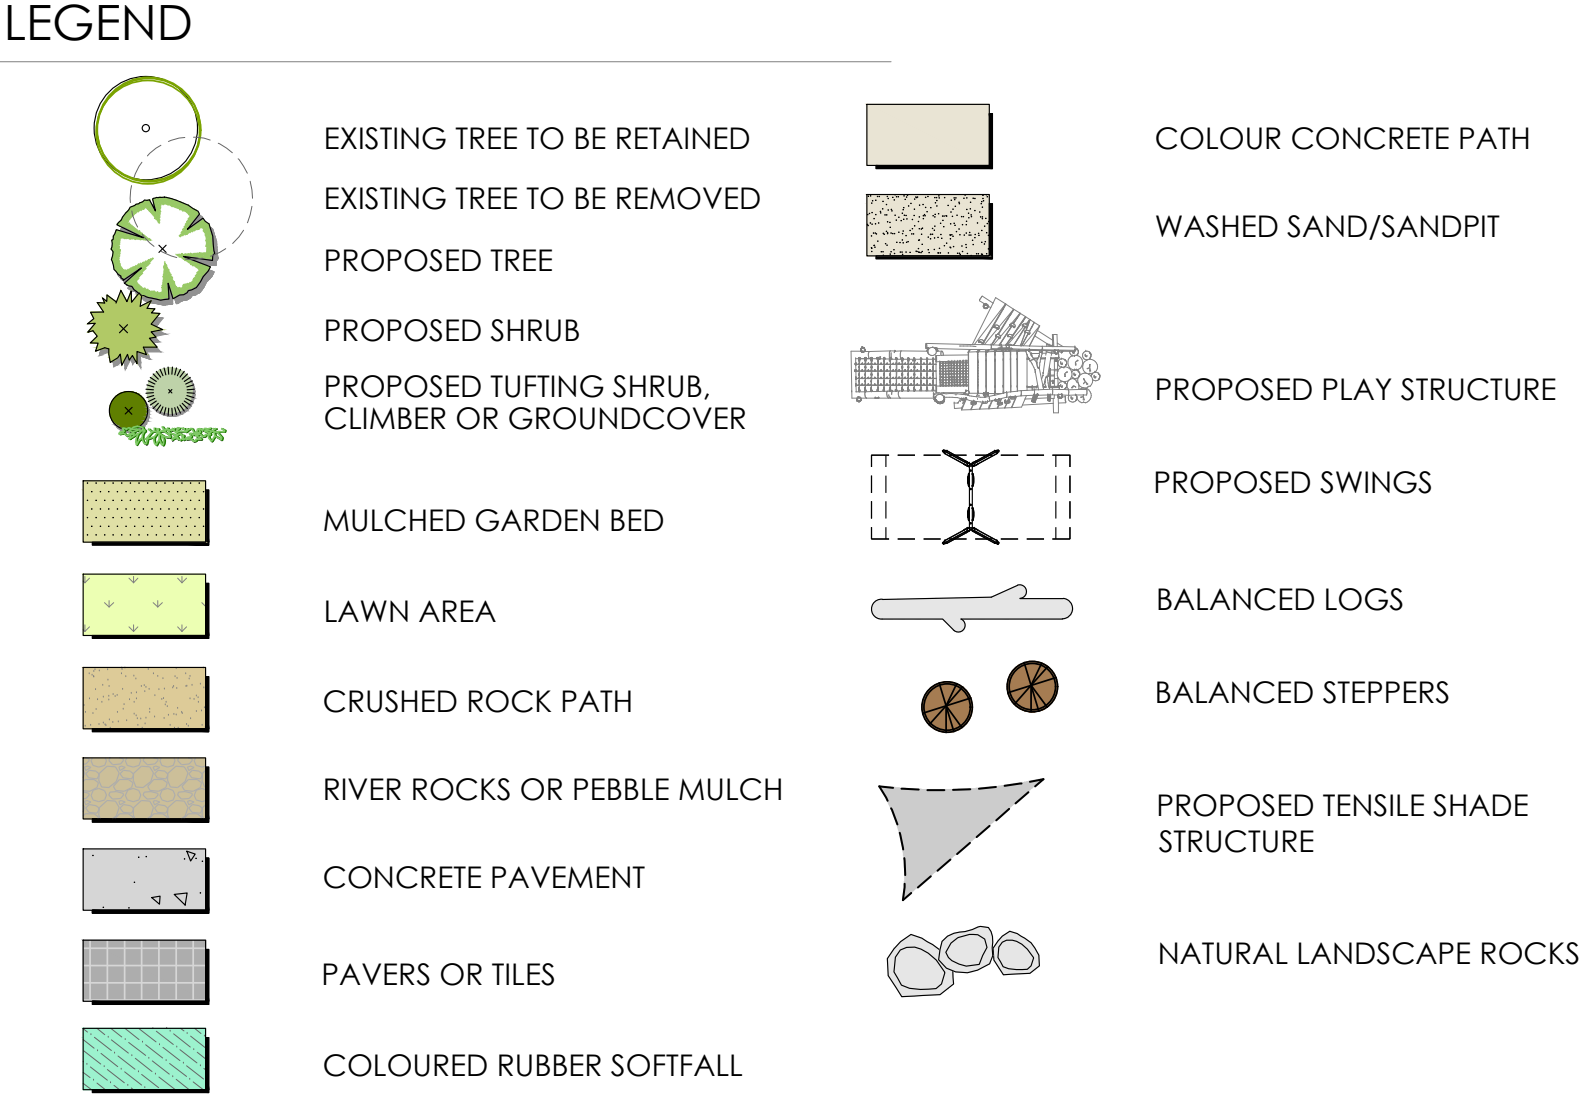 LEGEND
EXISTING TREE TO BE RETAINED
EXISTING TREE TO BE REMOVED
PROPOSED TREE
PROPOSED SHRUB
PROPOSED TUFTING SHRUB,
CLIMBER OR GROUNDCOVER
MULCHED GARDEN BED
LAWN AREA
CRUSHED ROCK PATH
RIVER ROCKS OR PEBBLE MULCH
CONCRETE PAVEMENT
PAVERS OR TILES
COLOURED RUBBER SOFTFALL
COLOUR CONCRETE PATH
WASHED SAND/SANDPIT
PROPOSED PLAY STRUCTURE
PROPOSED SWINGS
BALANCED LOGS
BALANCED STEPPERS
PROPOSED TENSILE SHADE
STRUCTURE
NATURAL LANDSCAPE ROCKS